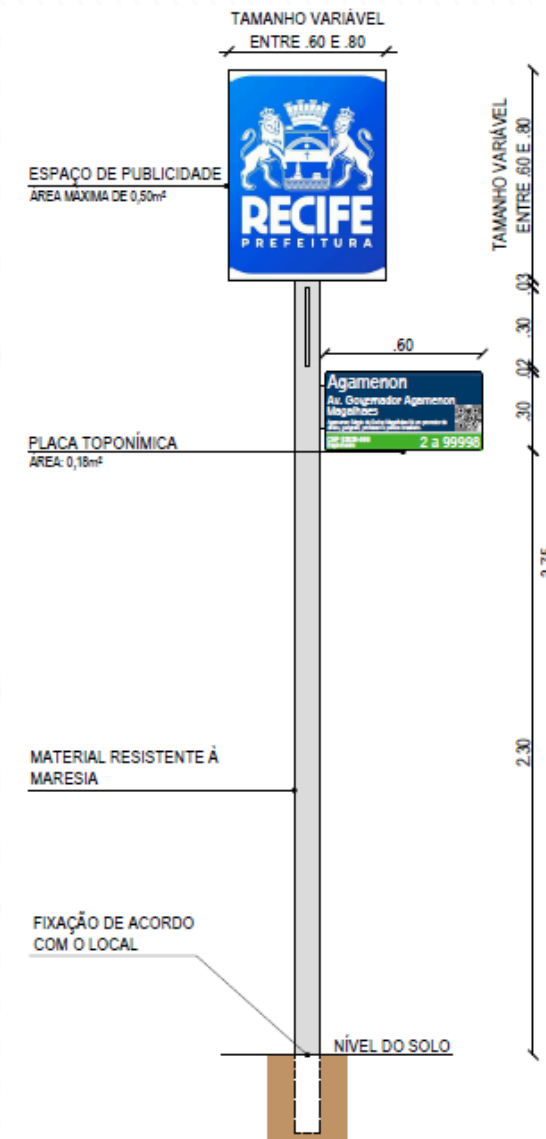 TAMANHO VARIÁVEL
ENTRE .60 E .80
RECIFE
PREFEITURA
ESPAÇO DE PUBLICIDADE
ÁREA MÁXIMA DE 0,50m²
TAMANHO VARIÁVEL
ENTRE .60 E .80
.03
.30
.02
.30
.60
Agamenon
Av. Governador Agamenon
Magalhaes
2 a 99998
PLACA TOPONÍMICA
ÁREA: 0,18m²
2.30
MATERIAL RESISTENTE À
MARESIA
FIXAÇÃO DE ACORDO
COM O LOCAL
NÍVEL DO SOLO